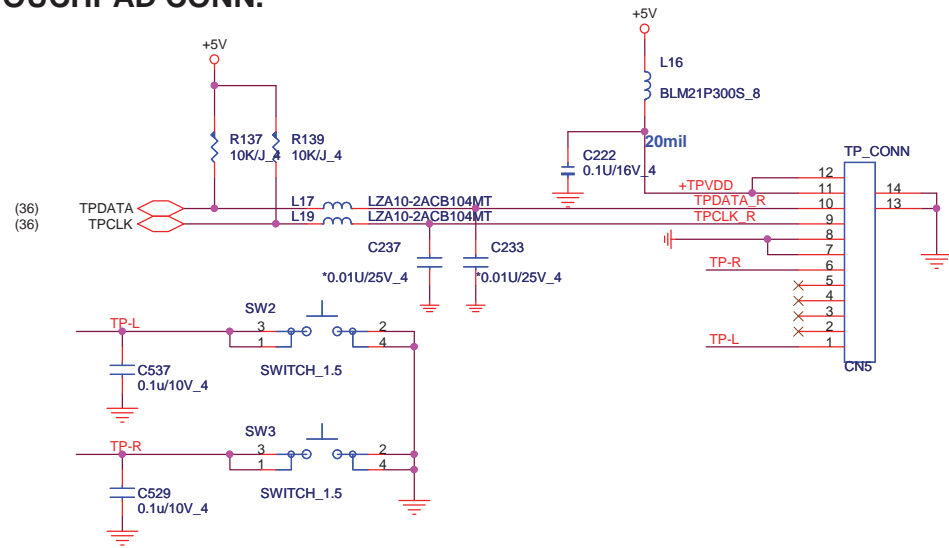 OUCHPAD CONN.
+5V
+5V
L16
BLM21P300S_8
R137
10K/J_4
R139
10K/J_4
20mil
C222
0.1U/16V_4
TP_CONN
+TPVDD
12
11
14
(36)
TPDATA
L17
LZA10-2ACB104MT
TPDATA_R
10
13
(36)
TPCLK
L19
LZA10-2ACB104MT
TPCLK_R
9
8
7
C237
*0.01U/25V_4
C233
*0.01U/25V_4
TP-R
6
5
4
3
2
TP-L
1
CN5
TP-L
SW2
3
1
2
4
SWITCH_1.5
C537
0.1u/10V_4
TP-R
SW3
3
1
2
4
SWITCH_1.5
C529
0.1u/10V_4